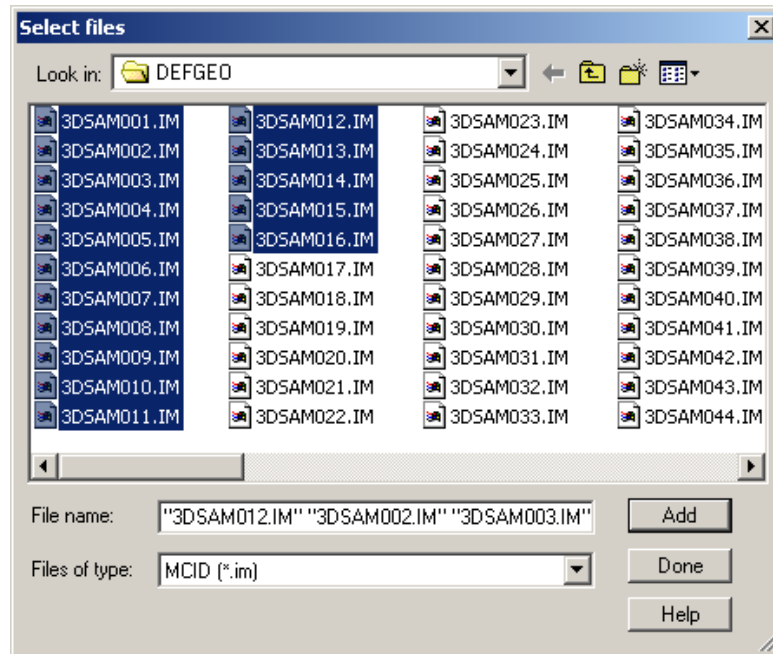 Select files
Look in: DEFGEO
3DSAM001.IM 3DSAM012.IM 3DSAM023.IM 3DSAM034.IM
3DSAM002.IM 3DSAM013.IM 3DSAM024.IM 3DSAM035.IM
3DSAM003.IM 3DSAM014.IM 3DSAM025.IM 3DSAM036.IM
3DSAM004.IM 3DSAM015.IM 3DSAM026.IM 3DSAM037.IM
3DSAM005.IM 3DSAM016.IM 3DSAM027.IM 3DSAM038.IM
3DSAM006.IM 3DSAM017.IM 3DSAM028.IM 3DSAM039.IM
3DSAM007.IM 3DSAM018.IM 3DSAM029.IM 3DSAM040.IM
3DSAM008.IM 3DSAM019.IM 3DSAM030.IM 3DSAM041.IM
3DSAM009.IM 3DSAM020.IM 3DSAM031.IM 3DSAM042.IM
3DSAM010.IM 3DSAM021.IM 3DSAM032.IM 3DSAM043.IM
3DSAM011.IM 3DSAM022.IM 3DSAM033.IM 3DSAM044.IM
File name: "3DSAM012.IM" "3DSAM002.IM" "3DSAM003.IM" Add
Files of type: MCID (*.im) Done
Help